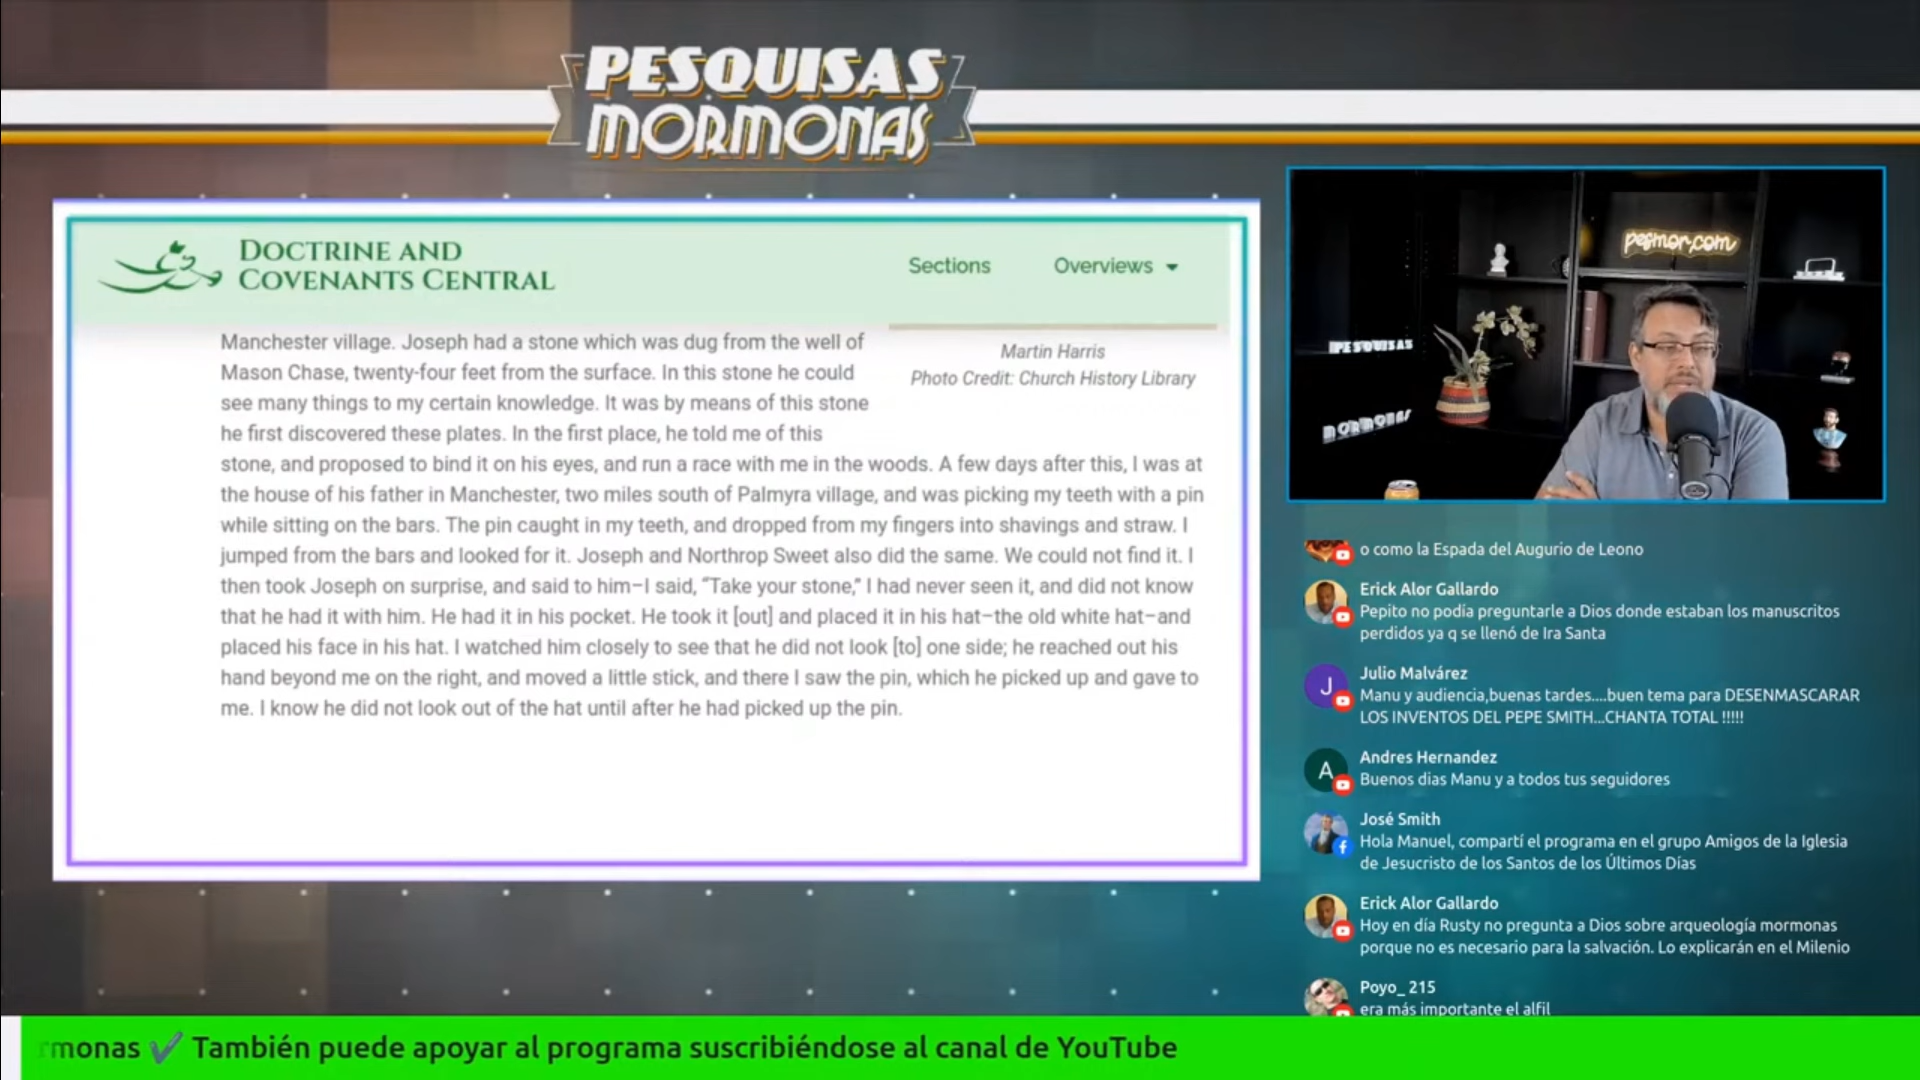 PESQUISAS
MORMONAS
DOCTRINE AND
COVENANTS CENTRAL
Sections
Overviews
Manchester village. Joseph had a stone which was dug from the well of
Mason Chase, twenty-four feet from the surface. In this stone he could
see many things to my certain knowledge. It was by means of this stone
he first discovered these plates. In the first place, he told me of this
stone, and proposed to bind it on his eyes, and run a race with me in the woods. A few days after this, I was at
the house of his father in Manchester, two miles south of Palmyra village, and was picking my teeth with a pin
while sitting on the bars. The pin caught in my teeth, and dropped from my fingers into shavings and straw. I
jumped from the bars and looked for it. Joseph and Northrop Sweet also did the same. We could not find it. I
then took Joseph on surprise, and said to him–I said, “Take your stone,” I had never seen it, and did not know
that he had it with him. He had it in his pocket. He took it [out] and placed it in his hat–the old white hat–and
placed his face in his hat. I watched him closely to see that he did not look [to] one side; he reached out his
hand beyond me on the right, and moved a little stick, and there I saw the pin, which he picked up and gave to
me. I know he did not look out of the hat until after he had picked up the pin.
Martin Harris
Photo Credit: Church History Library
pesmor.com
PESQUISAS
MORMONAS
o como la Espada del Augurio de Leono
Erick Alor Gallardo
Pepito no podía preguntarle a Dios donde estaban los manuscritos
perdidos ya q se llenó de Ira Santa
J
Julio Malvárez
Manu y audiencia,buenas tardes....buen tema para DESENMASCARAR
LOS INVENTOS DEL PEPE SMITH...CHANTA TOTAL !!!!!
A
Andres Hernandez
Buenos dias Manu y a todos tus seguidores
José Smith
Hola Manuel, compartí el programa en el grupo Amigos de la Iglesia
de Jesucristo de los Santos de los Últimos Días
Erick Alor Gallardo
Hoy en día Rusty no pregunta a Dios sobre arqueología mormonas
porque no es necesario para la salvación. Lo explicarán en el Milenio
Poyo_ 215
era más importante el alfil
rmonas ✔ También puede apoyar al programa suscribiéndose al canal de YouTube